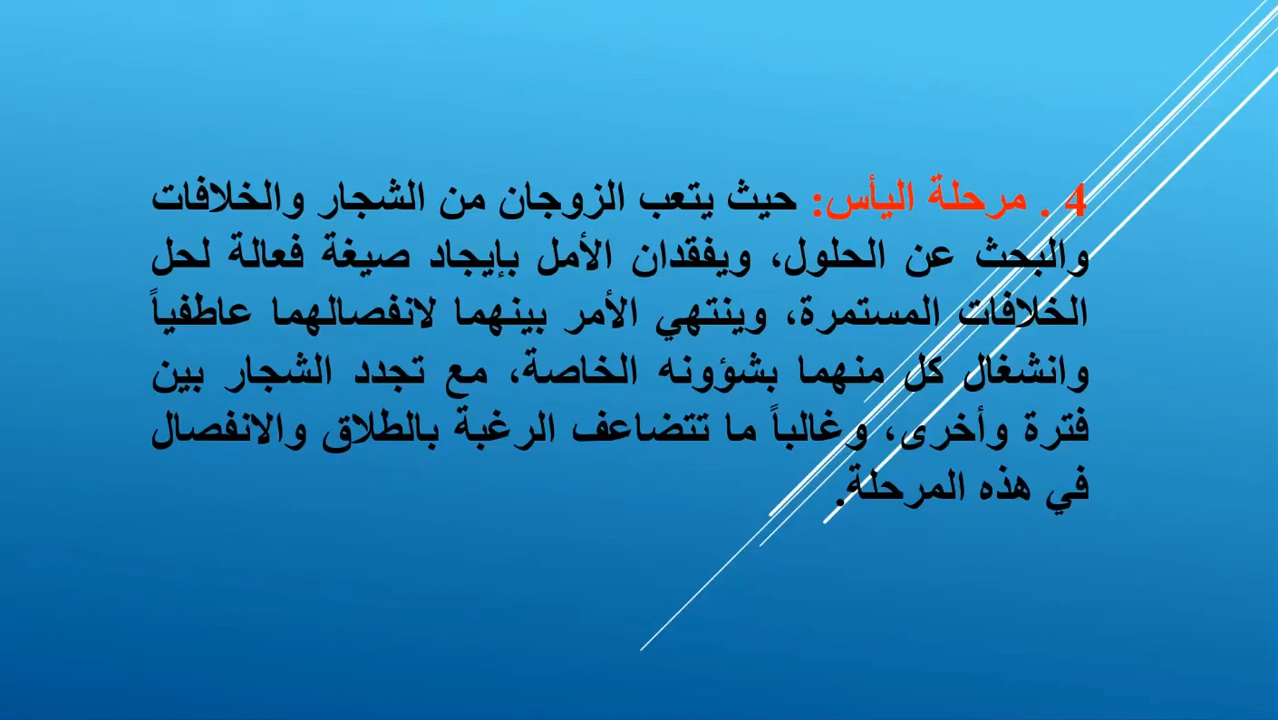 4 . مرحلة اليأس: حيث يتعب الزوجان من الشجار والخلافات
والبحث عن الحلول، ويفقدان الأمل بإيجاد صيغة فعالة لحل
الخلافات المستمرة، وينتهي الأمر بينهما لانفصالهما عاطفياً
وانشغال كل منهما بشؤونه الخاصة، مع تجدد الشجار بين
فترة وأخرى، وغالباً ما تتضاعف الرغبة بالطلاق والانفصال
في هذه المرحلة.